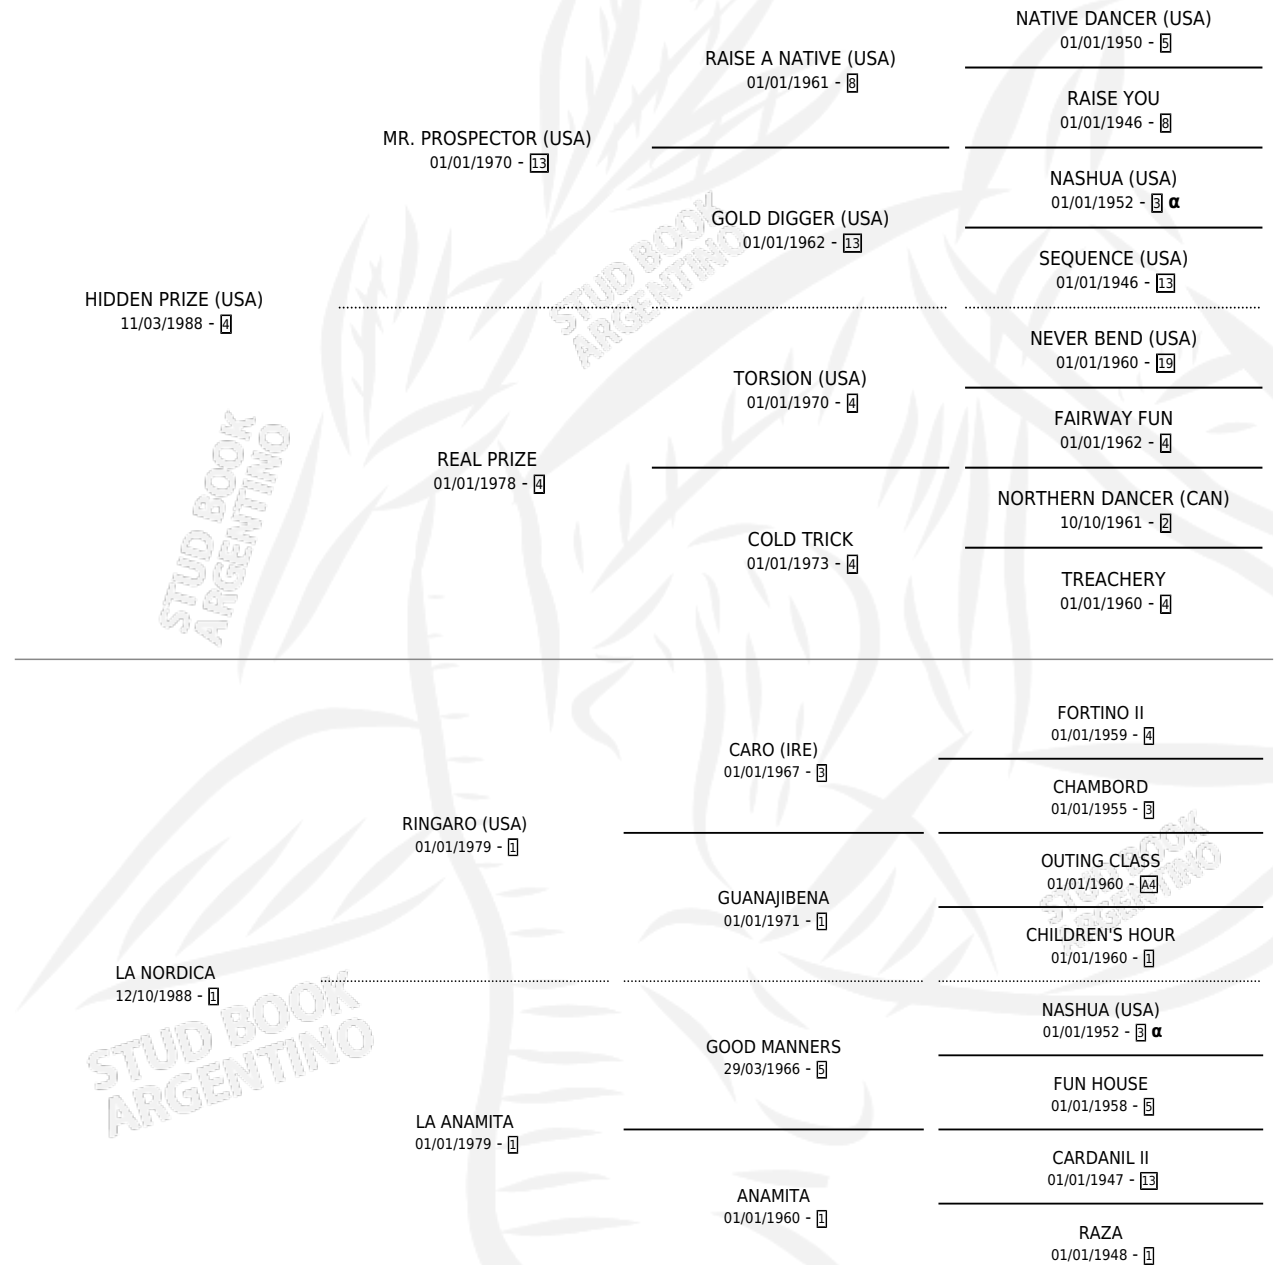 NATIVE DANCER (USA)
01/01/1950 - 5
RAISE A NATIVE (USA)
01/01/1961 - 8
RAISE YOU
01/01/1946 - 8
MR. PROSPECTOR (USA)
01/01/1970 - 13
NASHUA (USA)
01/01/1952 - 3 α
GOLD DIGGER (USA)
01/01/1962 - 13
SEQUENCE (USA)
01/01/1946 - 13
HIDDEN PRIZE (USA)
11/03/1988 - 4
NEVER BEND (USA)
01/01/1960 - 19
TORSION (USA)
01/01/1970 - 4
FAIRWAY FUN
01/01/1962 - 4
REAL PRIZE
01/01/1978 - 4
NORTHERN DANCER (CAN)
10/10/1961 - 2
COLD TRICK
01/01/1973 - 4
TREACHERY
01/01/1960 - 4
FORTINO II
01/01/1959 - 4
CARO (IRE)
01/01/1967 - 3
CHAMBORD
01/01/1955 - 3
RINGARO (USA)
01/01/1979 - 1
OUTING CLASS
01/01/1960 - A4
GUANAJIBENA
01/01/1971 - 1
CHILDREN'S HOUR
01/01/1960 - 1
LA NORDICA
12/10/1988 - 1
NASHUA (USA)
01/01/1952 - 3 α
GOOD MANNERS
29/03/1966 - 5
FUN HOUSE
01/01/1958 - 5
LA ANAMITA
01/01/1979 - 1
CARDANIL II
01/01/1947 - 13
ANAMITA
01/01/1960 - 1
RAZA
01/01/1948 - 1
STUD BOOK
ARGENTINO
STUD BOOK
ARGENTINO
STUD BOOK
ARGENTINO
STUD BOOK
ARGENTINO